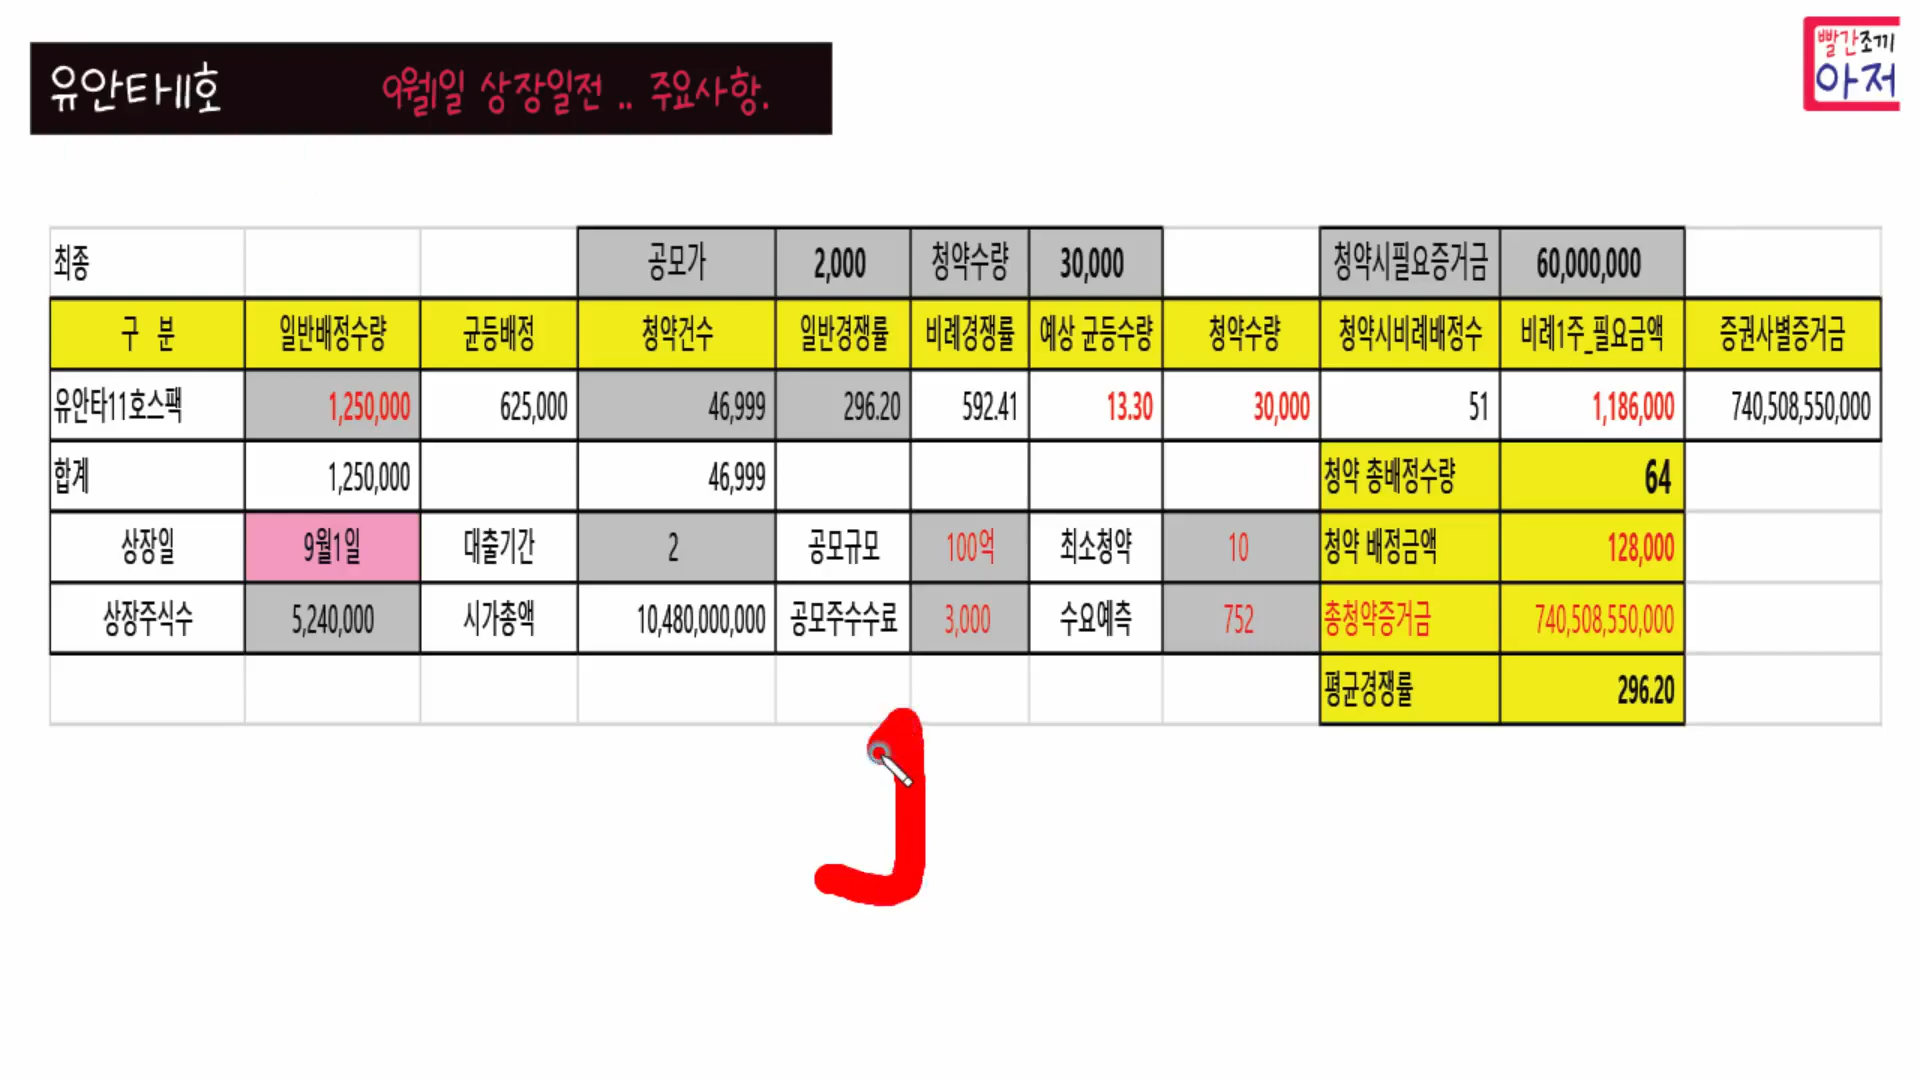 유안타11호 9월1일 상장일전 .. 주요사항.
빨간조끼
아저
최종 공모가 2,000 청약수량 30,000 청약시필요증거금 60,000,000
구 분 일반배정수량 균등배정 청약건수 일반경쟁률 비례경쟁률 예상 균등수량 청약수량 청약시비례배정수 비례1주_필요금액 증권사별증거금
유안타11호스팩 1,250,000 625,000 46,999 296.20 592.41 13.30 30,000 51 1,186,000 740,508,550,000
합계 1,250,000 46,999 청약 총배정수량 64
상장일 9월1일 대출기간 2 공모규모 100억 최소청약 10 청약 배정금액 128,000
상장주식수 5,240,000 시가총액 10,480,000,000 공모주수수료 3,000 수요예측 752 총청약증거금 740,508,550,000
평균경쟁률 296.20